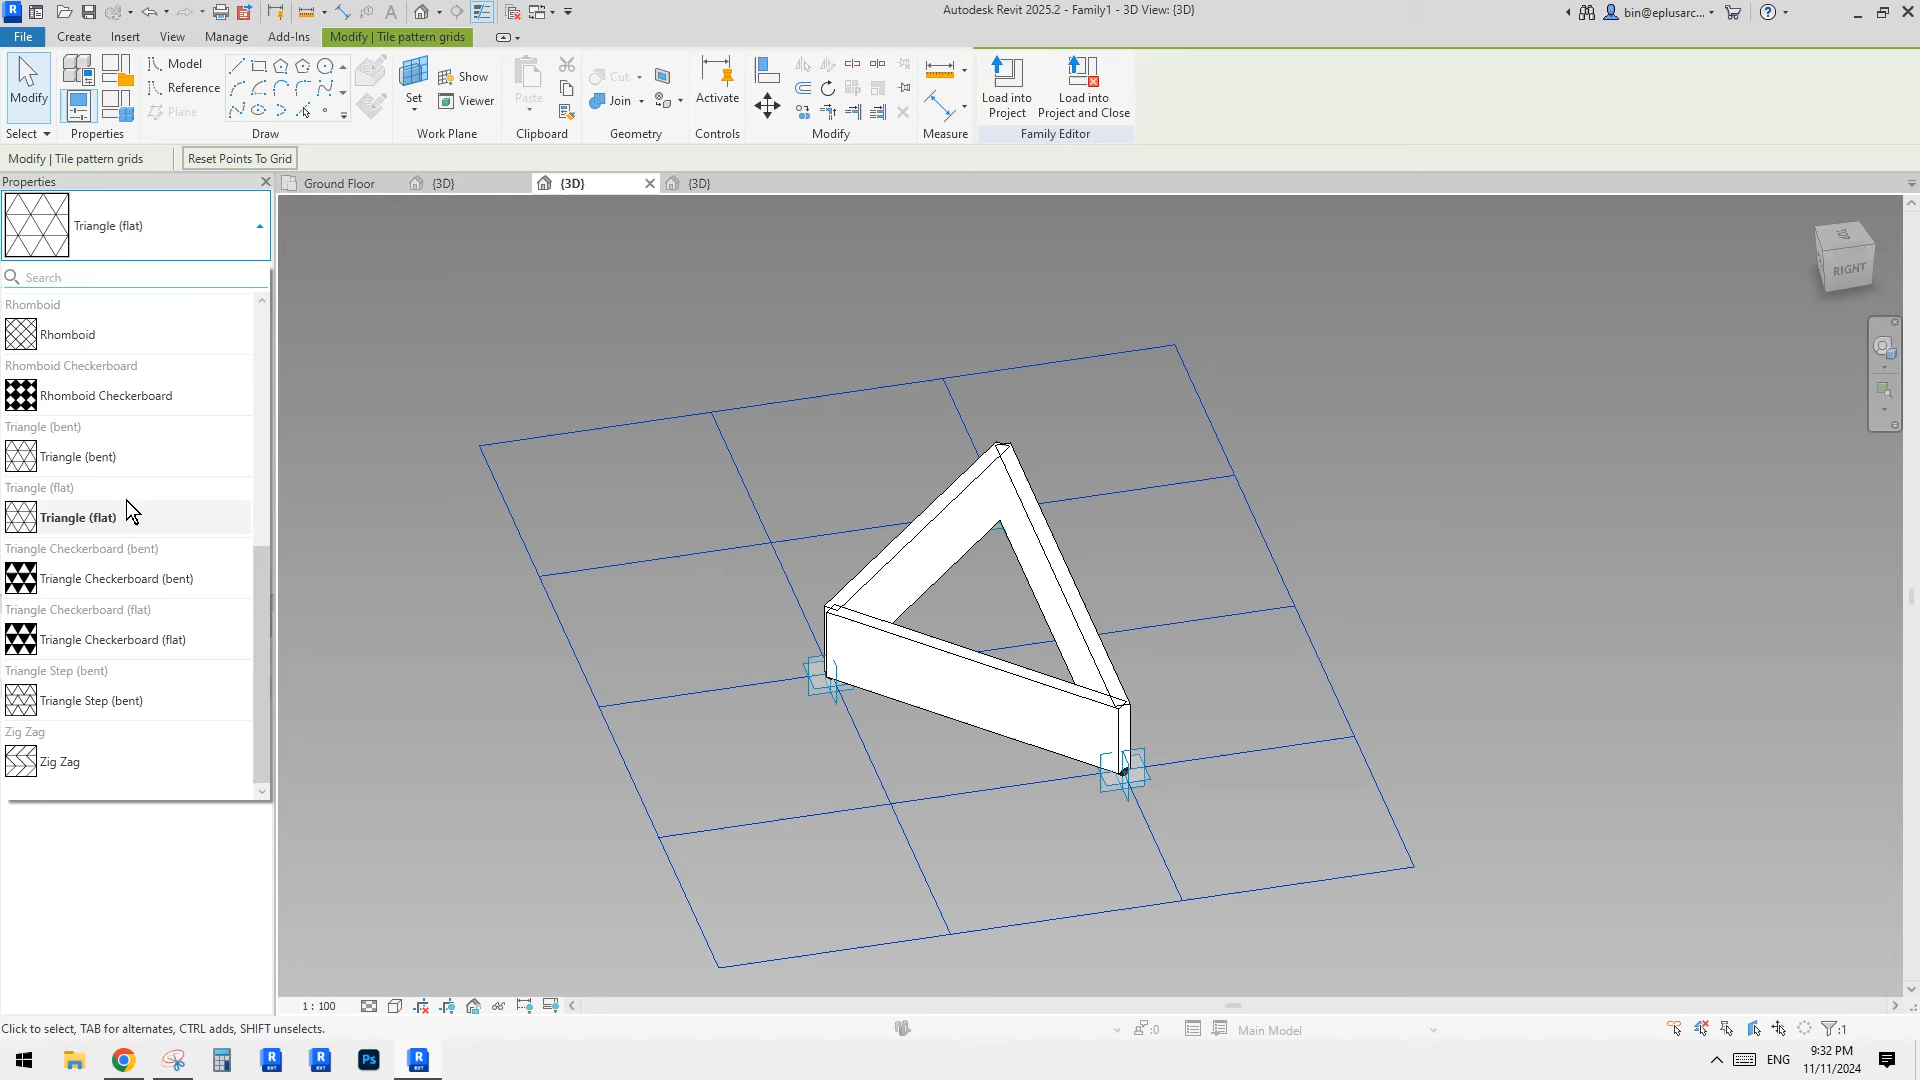 Autodesk Revit 2025.2 - Family1 - 3D View: {3D}
bin@eplusarc...
File
Create
Insert
View
Manage
Add-Ins
Modify | Tile pattern grids
Modify
Select
Properties
Model
Reference
Plane
Draw
Set
Show
Viewer
Work Plane
Paste
Clipboard
Cut
Join
Geometry
Activate
Controls
Modify
Measure
Load into
Project
Load into
Project and Close
Family Editor
Modify | Tile pattern grids
Reset Points To Grid
Properties
Ground Floor
{3D}
{3D}
{3D}
Triangle (flat)
Search
Rhomboid
Rhomboid
Rhomboid Checkerboard
Rhomboid Checkerboard
Triangle (bent)
Triangle (bent)
Triangle (flat)
Triangle (flat)
Triangle Checkerboard (bent)
Triangle Checkerboard (bent)
Triangle Checkerboard (flat)
Triangle Checkerboard (flat)
Triangle Step (bent)
Triangle Step (bent)
Zig Zag
Zig Zag
RIGHT
1 : 100
Click to select, TAB for alternates, CTRL adds, SHIFT unselects.
:0
Main Model
:1
ENG
9:32 PM
11/11/2024